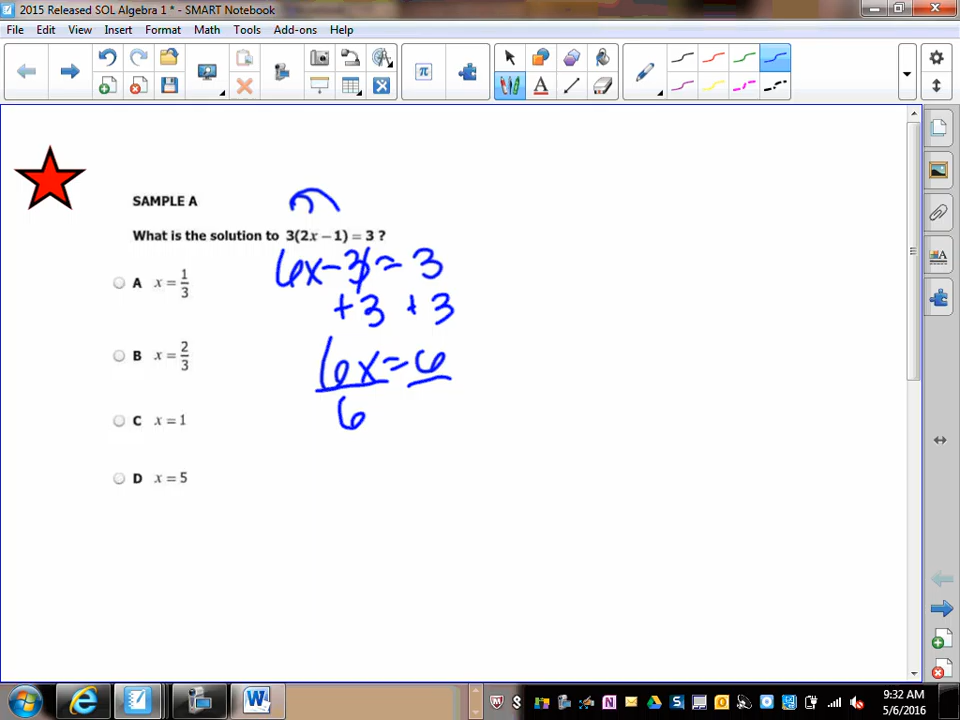 2015 Released SOL Algebra 1 * - SMART Notebook
File Edit View Insert Format Math Tools Add-ons Help
SAMPLE A
What is the solution to 3(2x − 1) = 3 ?
6x − 3 = 3
+3 +3
6x = 6
6
A x = 1/3
B x = 2/3
C x = 1
D x = 5
9:32 AM
5/6/2016